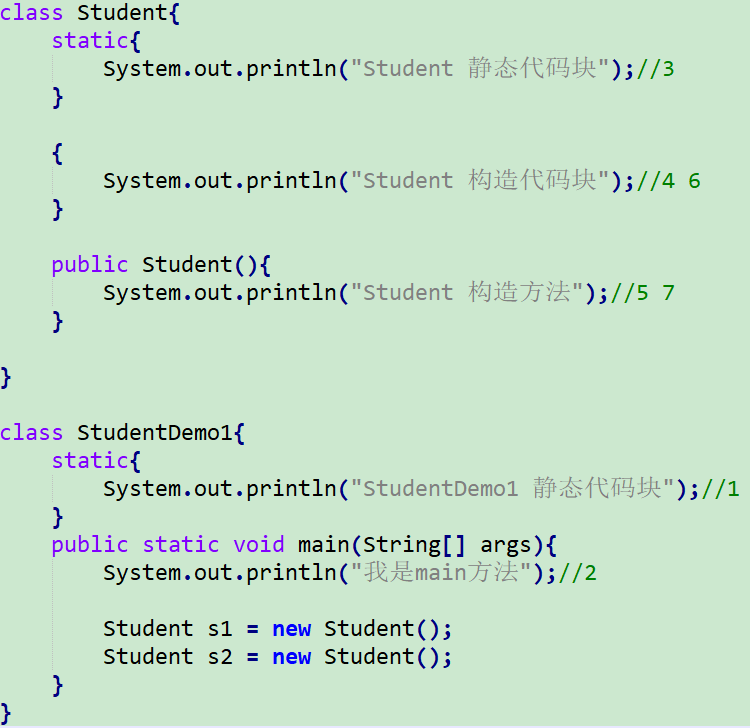 class Student{
static{
System.out.println("Student 静态代码块");//3
}
{
System.out.println("Student 构造代码块");//4 6
}
public Student(){
System.out.println("Student 构造方法");//5 7
}
}
class StudentDemo1{
static{
System.out.println("StudentDemo1 静态代码块");//1
}
public static void main(String[] args){
System.out.println("我是main方法");//2
Student s1 = new Student();
Student s2 = new Student();
}
}